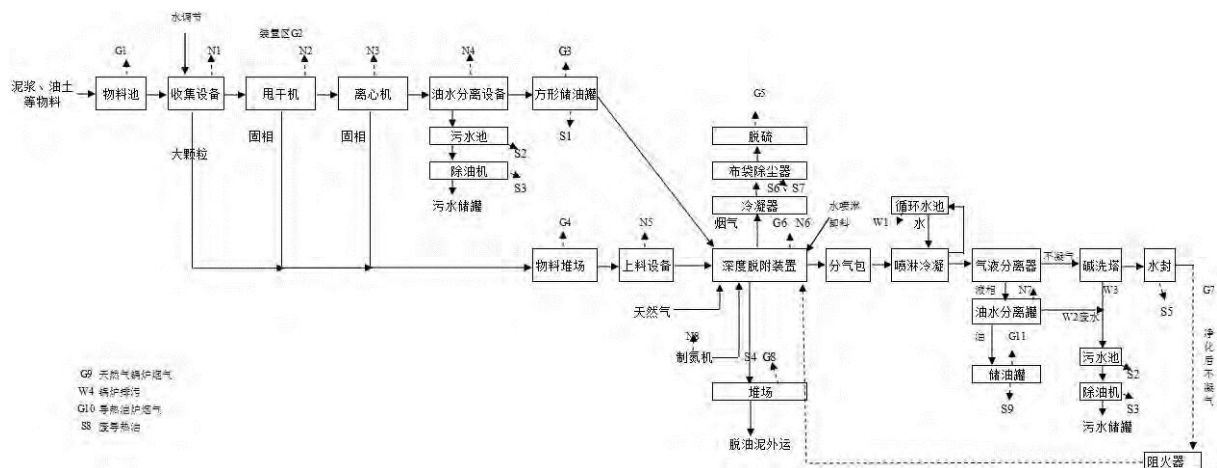 水调节
装置区G2
G1
N1
N2
N3
N4
G3
泥浆、油土
等物料
物料池
收集设备
甩干机
离心机
油水分离设备
方形储油罐
G5
大颗粒
固相
固相
污水池
S2
S1
脱硫
除油机
S3
布袋除尘器
S6
S7
污水储罐
冷凝器
水喷淋
卸料
循环水池
W1
水
烟气
G4
N5
G6
N6
物料堆场
上料设备
深度脱附装置
分气包
喷淋冷凝
气液分离器
不凝气
碱洗塔
水封
液相
N7
W3
G7
S5
天然气
油水分离罐
W2废水
油
G11
净化后不凝气
制氮机
S4
G8
污水池
S2
G9 天然气锅炉烟气
储油罐
W4 锅炉排污
堆场
除油机
S3
G10 导热油炉烟气
S9
污水储罐
S8 废导热油
脱油泥外运
阻火器